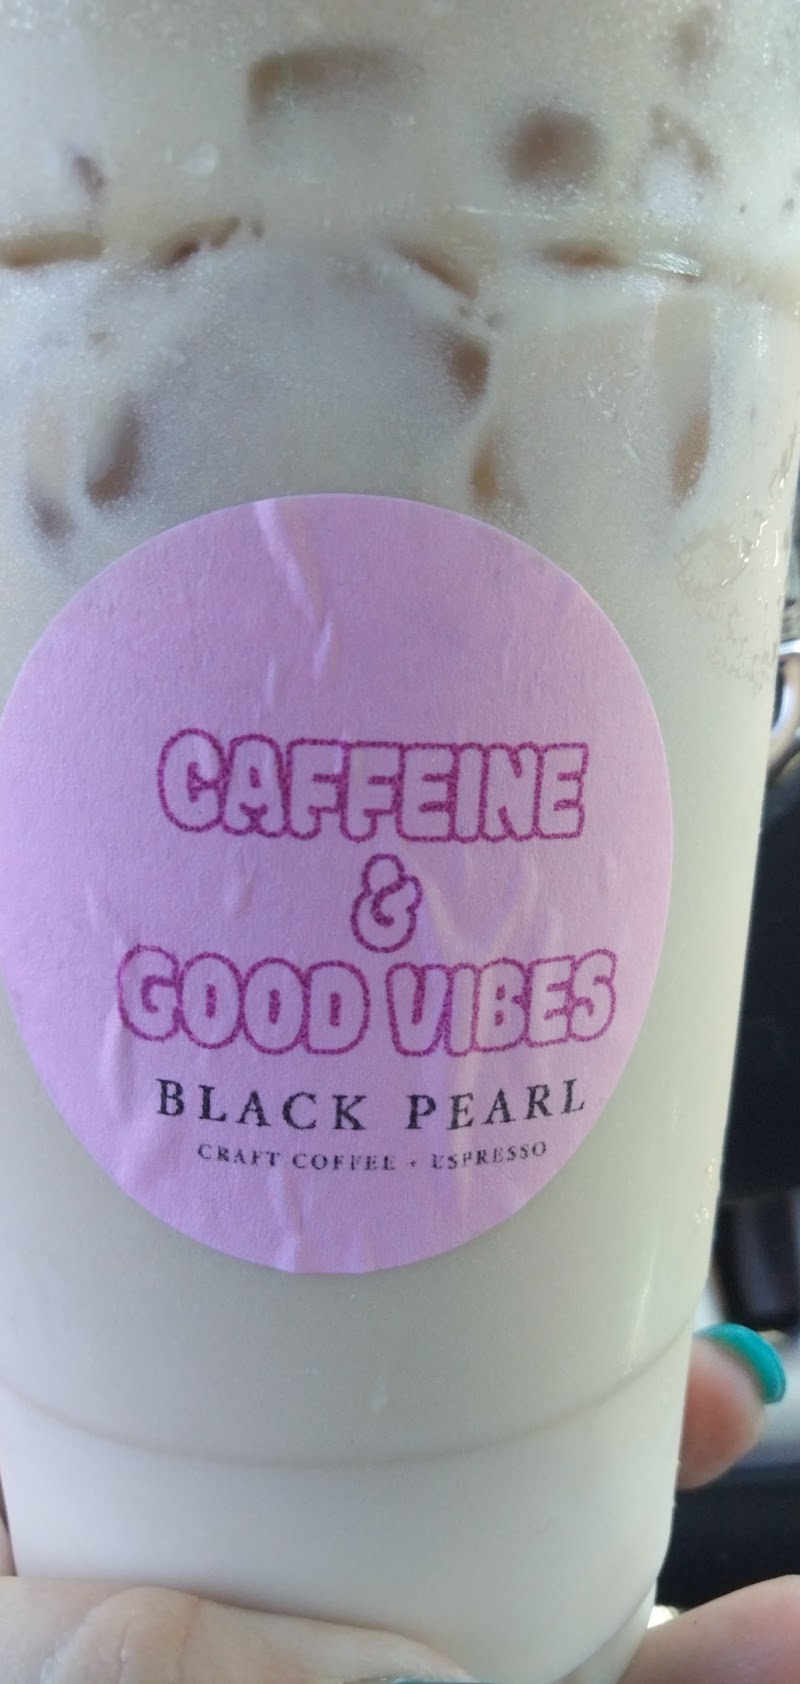 CAFFEINE
&
GOOD VIBES
BLACK PEARL
CRAFT COFFEE + ESPRESSO